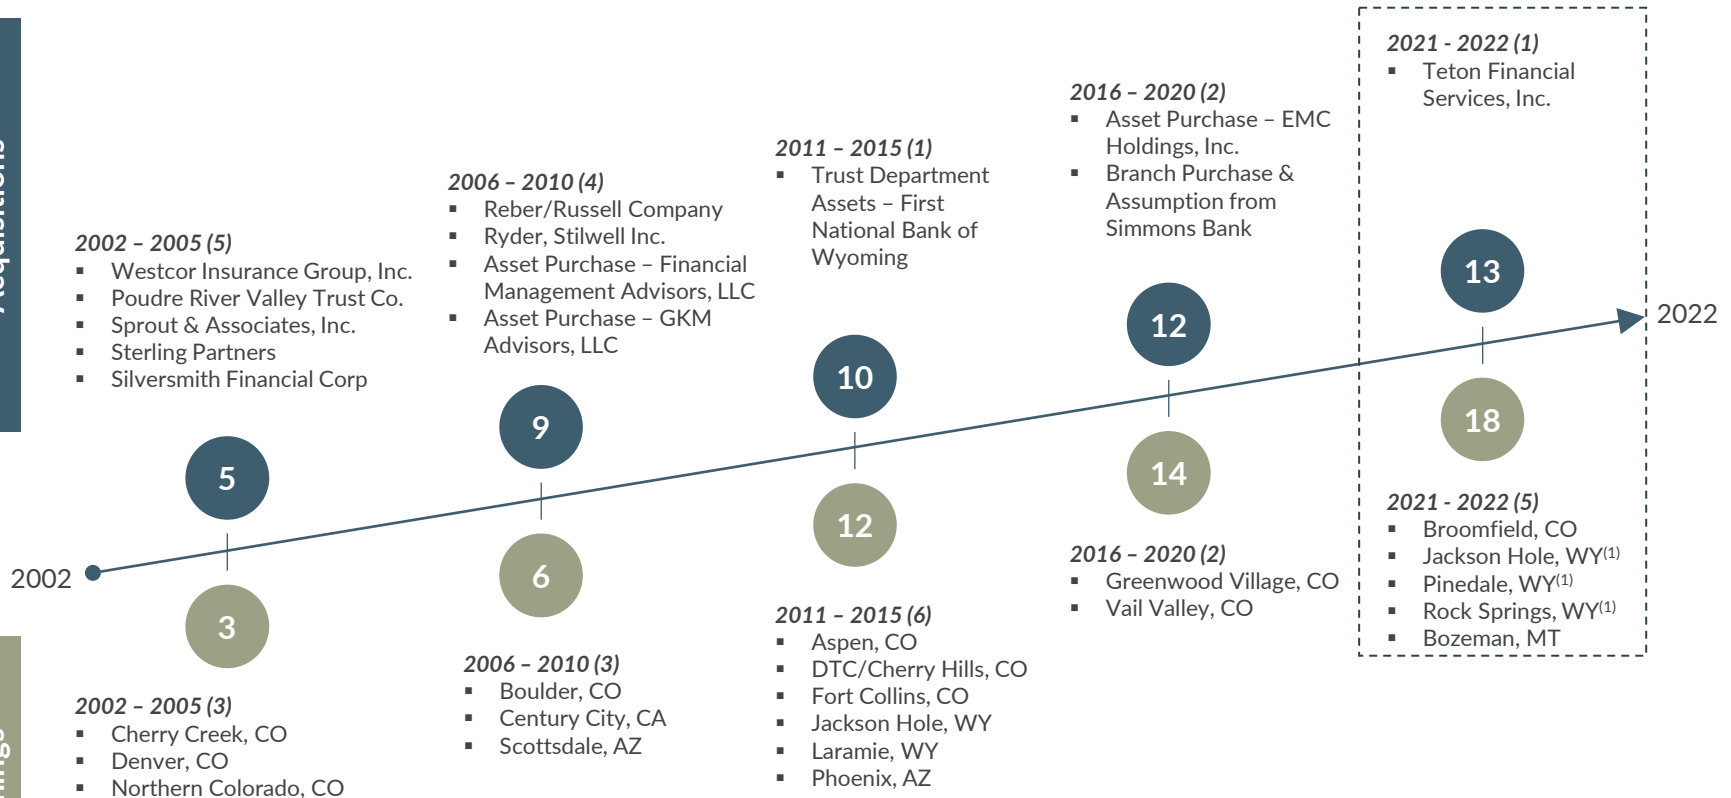 2002 – 2005 (5)
▪ Westcor Insurance Group, Inc.
▪ Poudre River Valley Trust Co.
▪ Sprout & Associates, Inc.
▪ Sterling Partners
▪ Silversmith Financial Corp
2006 – 2010 (4)
▪ Reber/Russell Company
▪ Ryder, Stilwell Inc.
▪ Asset Purchase – Financial
Management Advisors, LLC
▪ Asset Purchase – GKM
Advisors, LLC
2011 – 2015 (1)
▪ Trust Department
Assets – First
National Bank of
Wyoming
2016 – 2020 (2)
▪ Asset Purchase – EMC
Holdings, Inc.
▪ Branch Purchase &
Assumption from
Simmons Bank
2021 - 2022 (1)
▪ Teton Financial
Services, Inc.
5
9
10
12
13
2002
2022
3
6
12
14
18
2002 – 2005 (3)
▪ Cherry Creek, CO
▪ Denver, CO
▪ Northern Colorado, CO
2006 – 2010 (3)
▪ Boulder, CO
▪ Century City, CA
▪ Scottsdale, AZ
2011 – 2015 (6)
▪ Aspen, CO
▪ DTC/Cherry Hills, CO
▪ Fort Collins, CO
▪ Jackson Hole, WY
▪ Laramie, WY
▪ Phoenix, AZ
2016 – 2020 (2)
▪ Greenwood Village, CO
▪ Vail Valley, CO
2021 - 2022 (5)
▪ Broomfield, CO
▪ Jackson Hole, WY(1)
▪ Pinedale, WY(1)
▪ Rock Springs, WY(1)
▪ Bozeman, MT